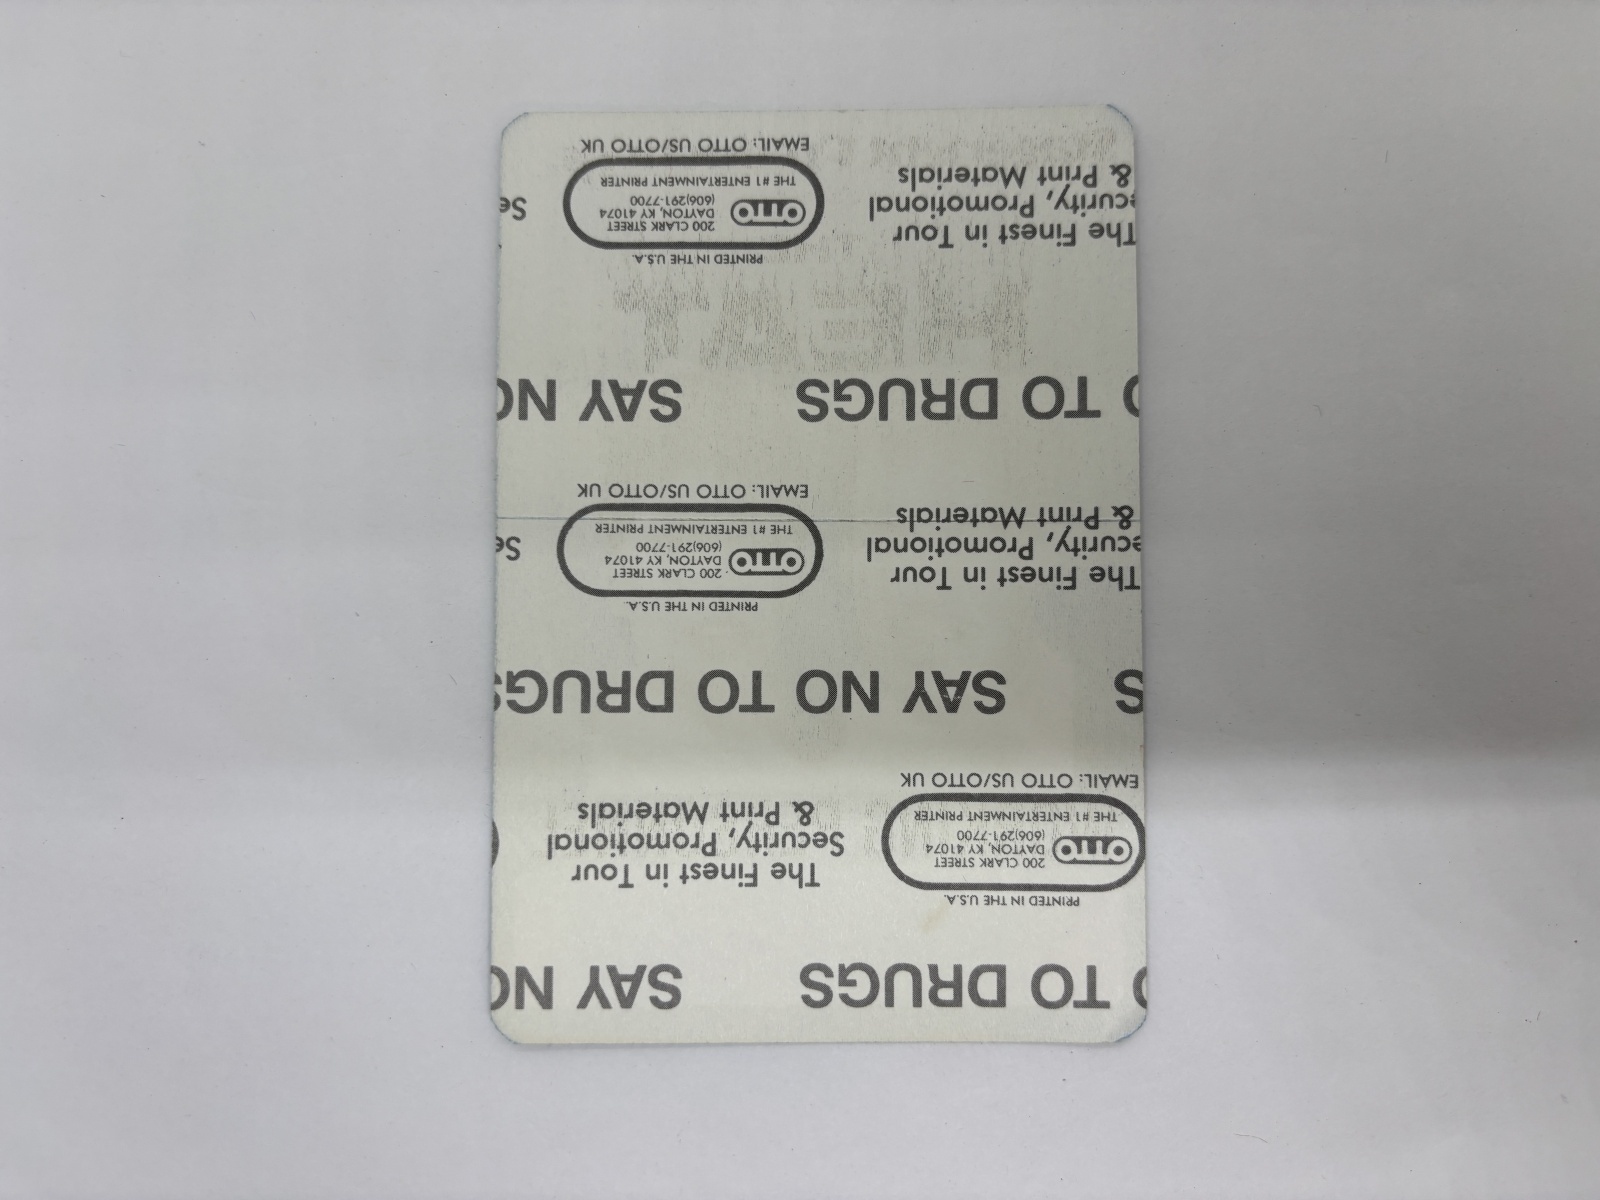 O TO DRUGS SAY NO
PRINTED IN THE U.S.A.
OTTO
200 CLARK STREET
DAYTON, KY 41074
(606)291-7700
THE #1 ENTERTAINMENT PRINTER
EMAIL: OTTO US/OTTO UK
The Finest in Tour
Security, Promotional
& Print Materials
S SAY NO TO DRUGS
The Finest in Tour
ecurity, Promotional
& Print Materials
PRINTED IN THE U.S.A.
OTTO
200 CLARK STREET
DAYTON, KY 41074
(606)291-7700
THE #1 ENTERTAINMENT PRINTER
EMAIL: OTTO US/OTTO UK
Se
O TO DRUGS SAY NO
The Finest in Tour
ecurity, Promotional
& Print Materials
PRINTED IN THE U.S.A.
OTTO
200 CLARK STREET
DAYTON, KY 41074
(606)291-7700
THE #1 ENTERTAINMENT PRINTER
EMAIL: OTTO US/OTTO UK
Se